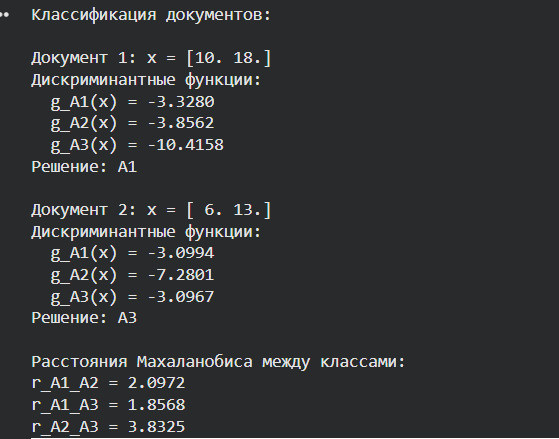 Классификация документов:
Документ 1: x = [10. 18.]
Дискриминантные функции:
g_A1(x) = -3.3280
g_A2(x) = -3.8562
g_A3(x) = -10.4158
Решение: A1
Документ 2: x = [ 6. 13.]
Дискриминантные функции:
g_A1(x) = -3.0994
g_A2(x) = -7.2801
g_A3(x) = -3.0967
Решение: A3
Расстояния Махаланобиса между классами:
r_A1_A2 = 2.0972
r_A1_A3 = 1.8568
r_A2_A3 = 3.8325